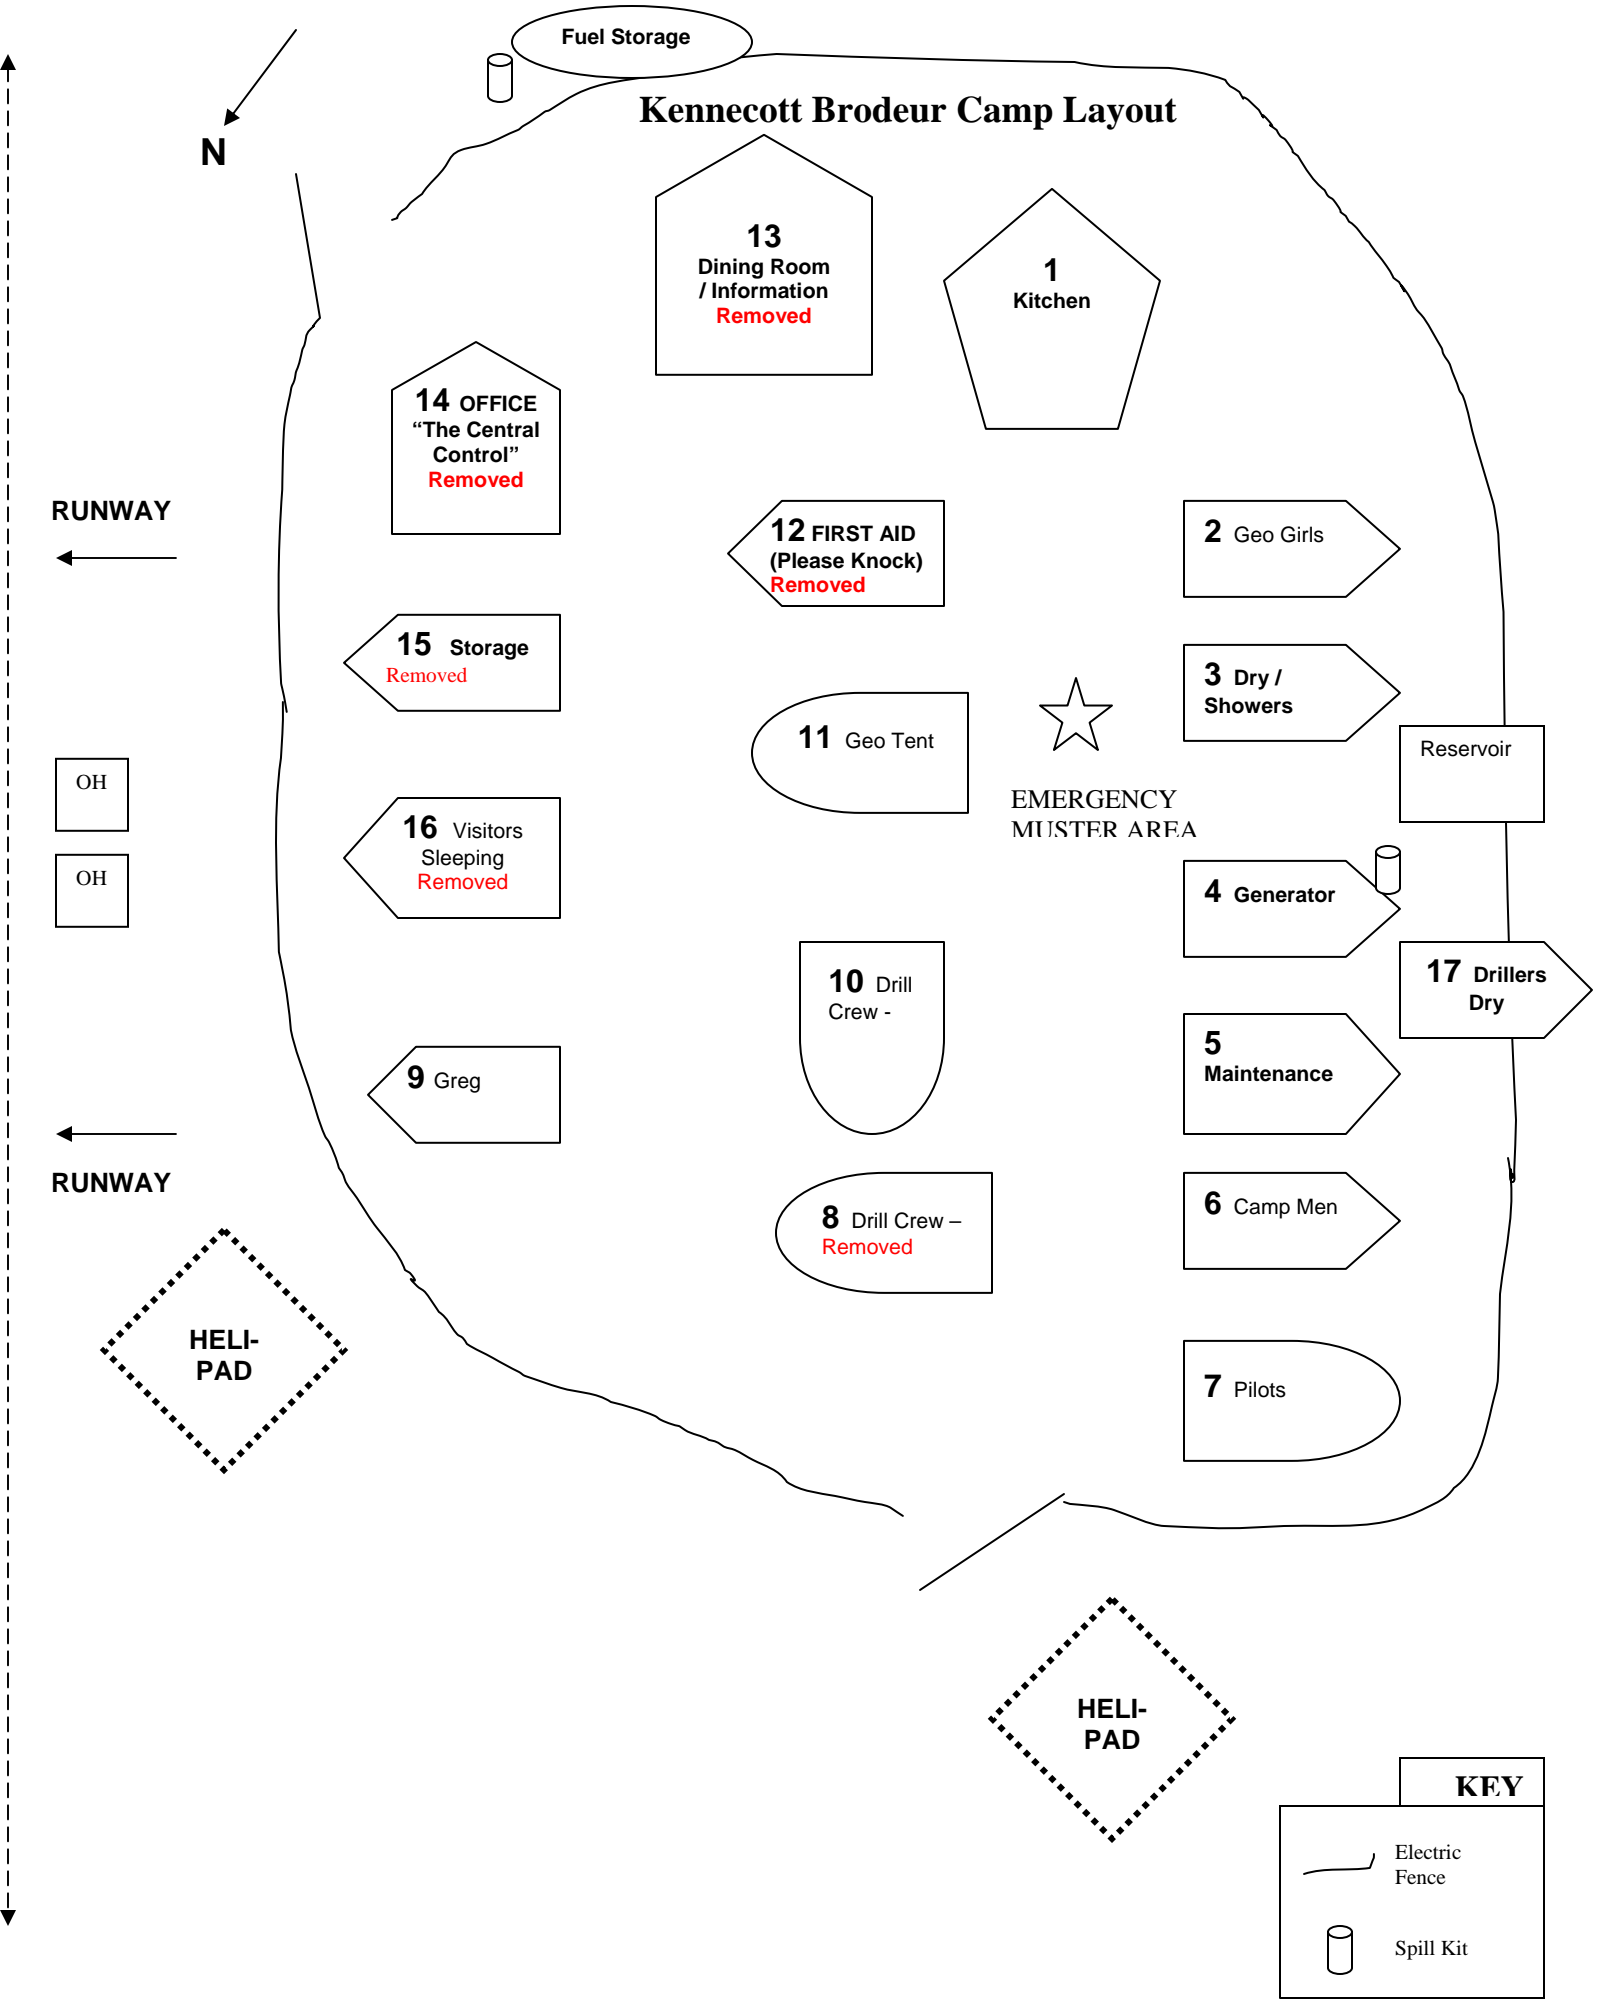 Fuel Storage
Kennecott Brodeur Camp Layout
N
13
Dining Room
/ Information
Removed
1
Kitchen
14 OFFICE
“The Central
Control”
Removed
RUNWAY
12 FIRST AID
(Please Knock)
Removed
2 Geo Girls
15 Storage
Removed
3 Dry /
Showers
11 Geo Tent
Reservoir
OH
EMERGENCY
MUSTER AREA
16 Visitors
Sleeping
Removed
OH
4 Generator
10 Drill
Crew -
17 Drillers
Dry
5
Maintenance
9 Greg
RUNWAY
8 Drill Crew –
Removed
6 Camp Men
HELI-
PAD
7 Pilots
HELI-
PAD
KEY
Electric
Fence
Spill Kit